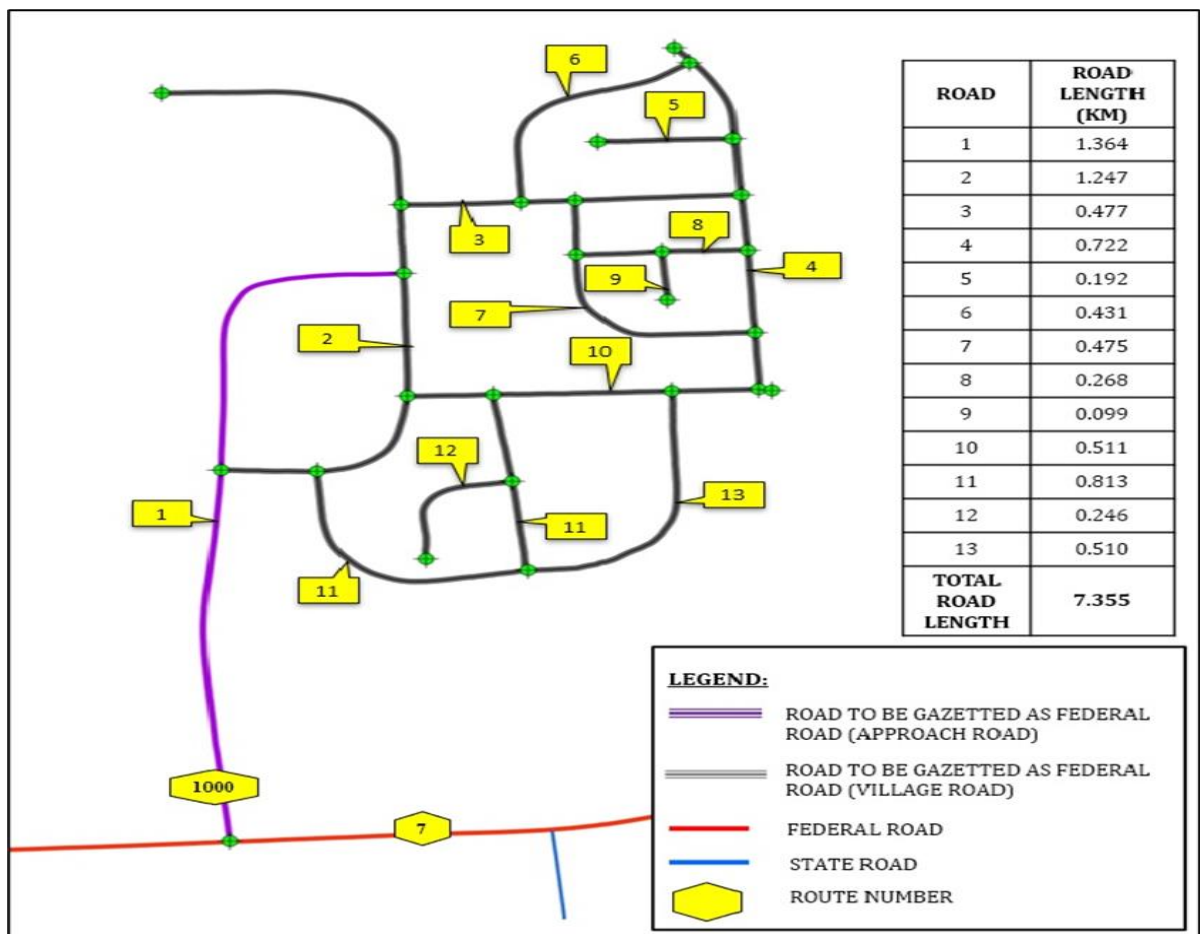 6
5
3
8
9
4
7
2
10
12
13
1
11
11
1000
7
ROAD ROAD LENGTH (KM)
1 1.364
2 1.247
3 0.477
4 0.722
5 0.192
6 0.431
7 0.475
8 0.268
9 0.099
10 0.511
11 0.813
12 0.246
13 0.510
TOTAL ROAD LENGTH 7.355
LEGEND:
ROAD TO BE GAZETTED AS FEDERAL
ROAD (APPROACH ROAD)
ROAD TO BE GAZETTED AS FEDERAL
ROAD (VILLAGE ROAD)
FEDERAL ROAD
STATE ROAD
ROUTE NUMBER